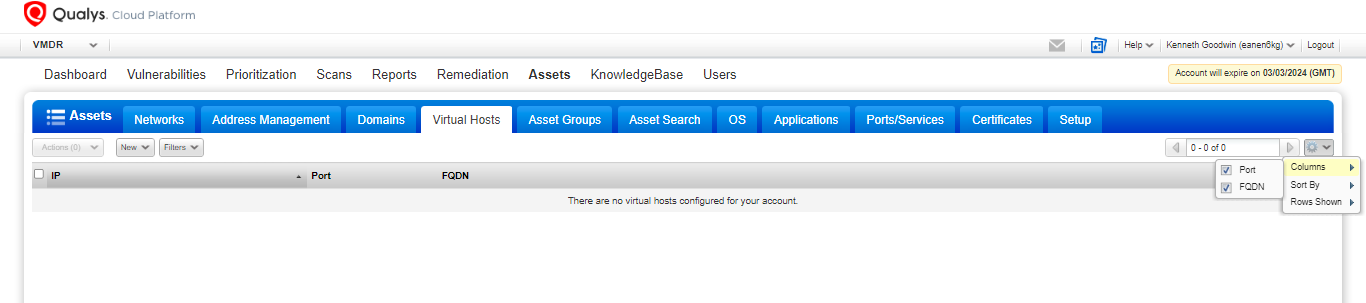 Qualys. Cloud Platform
VMDR
Help
Kenneth Goodwin (eanen6kg)
Logout
Dashboard Vulnerabilities Prioritization Scans Reports Remediation Assets KnowledgeBase Users
Account will expire on 03/03/2024 (GMT)
Assets Networks Address Management Domains Virtual Hosts Asset Groups Asset Search OS Applications Ports/Services Certificates Setup
Actions (0) New Filters 0 - 0 of 0
IP Port FQDN
Port
FQDN
Columns
Sort By
Rows Shown
There are no virtual hosts configured for your account.